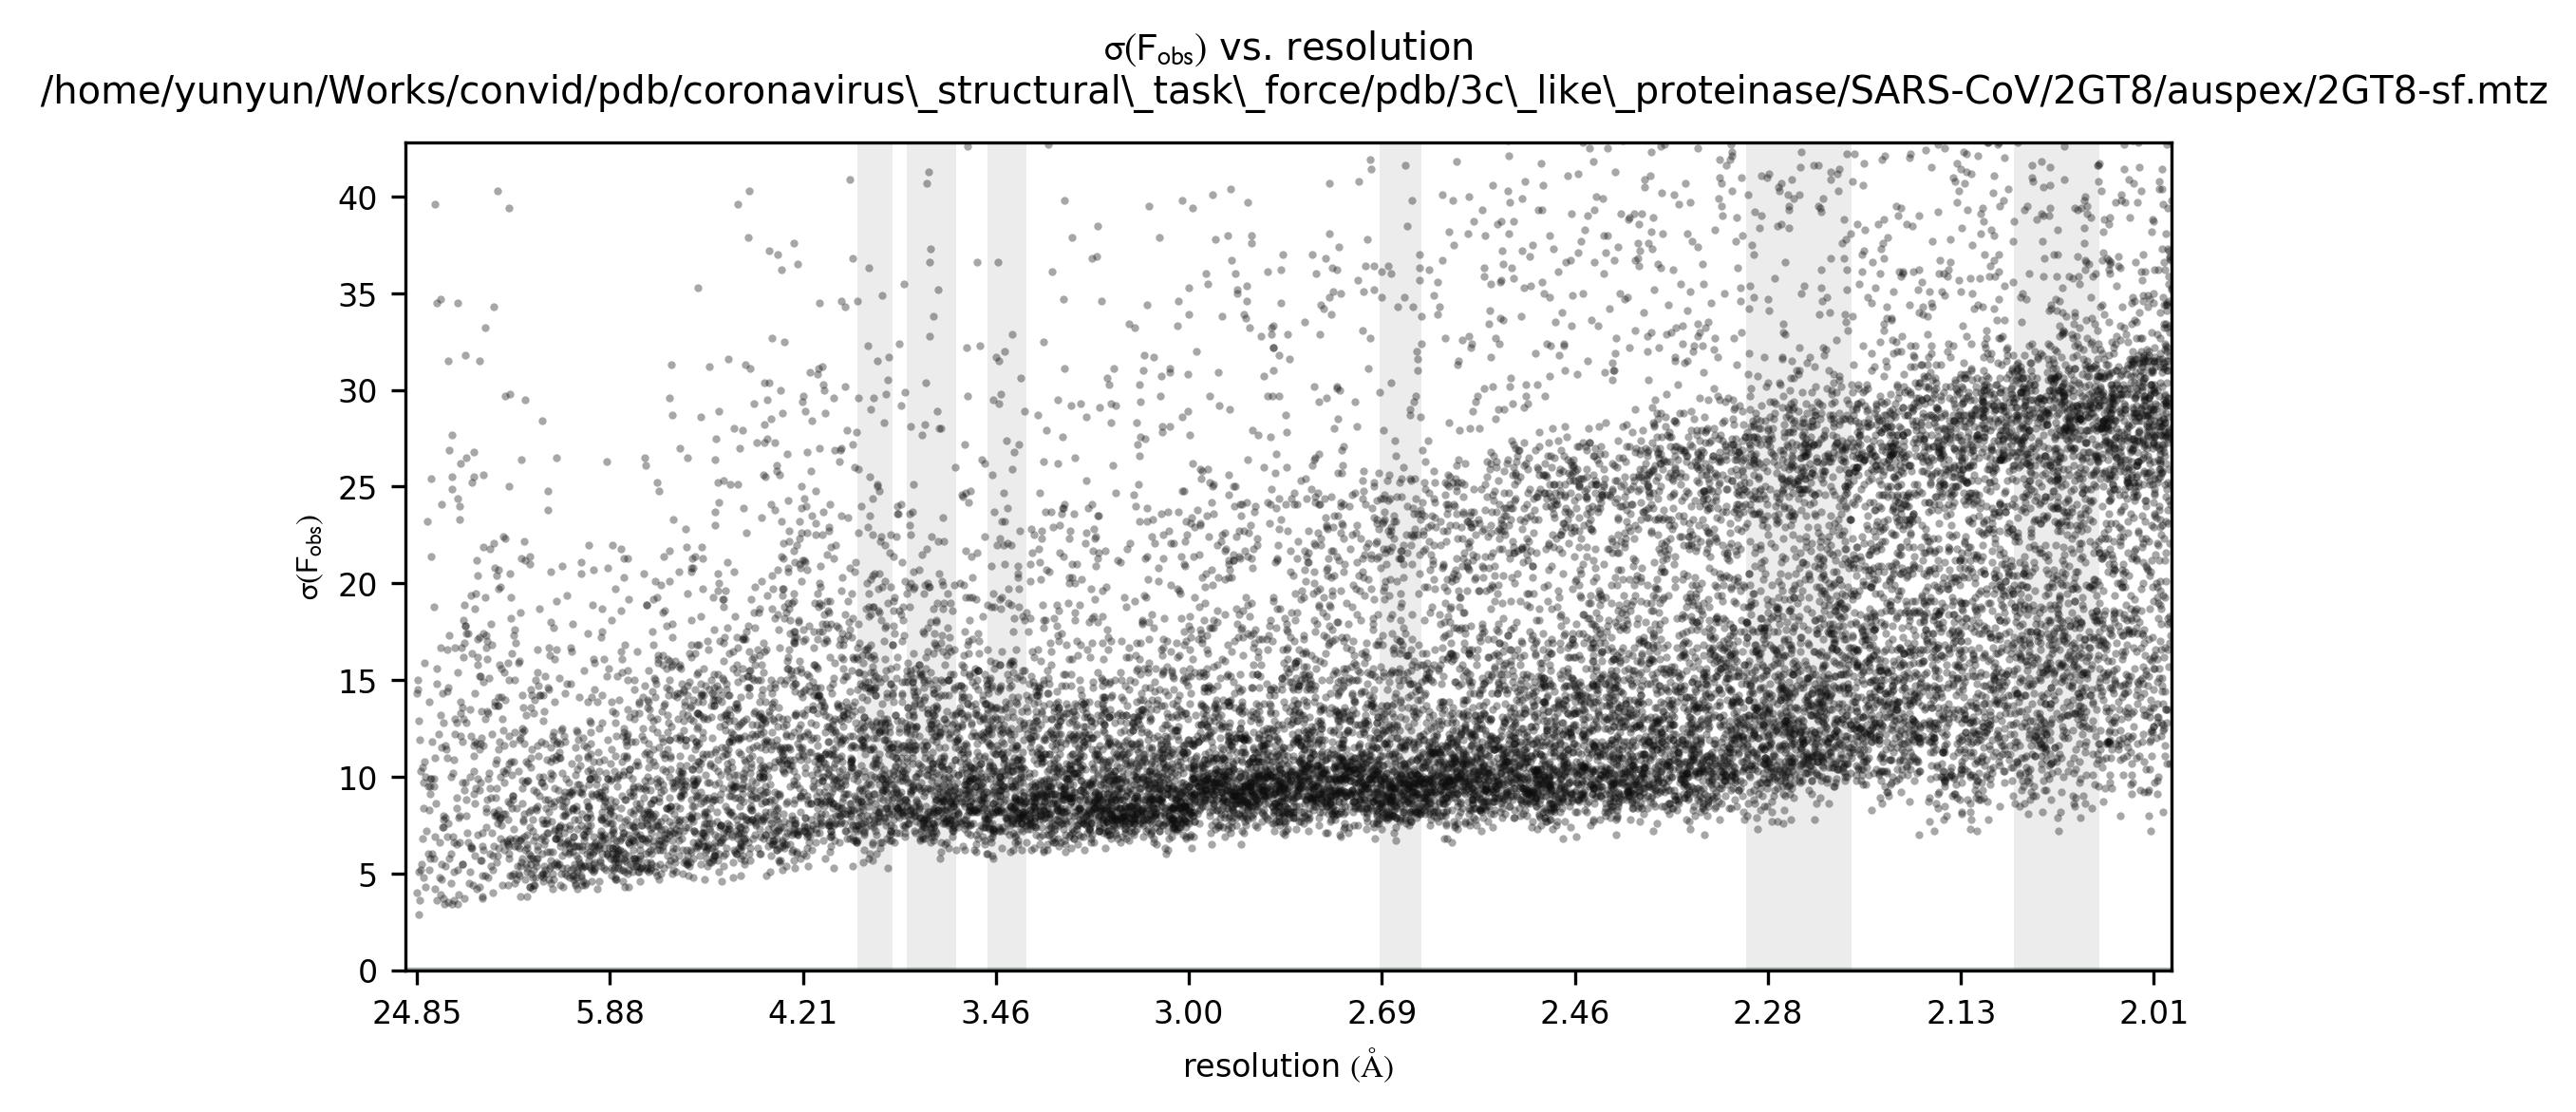 σ(Fobs) vs. resolution
/home/yunyun/Works/convid/pdb/coronavirus\_structural\_task\_force/pdb/3c\_like\_proteinase/SARS-CoV/2GT8/auspex/2GT8-sf.mtz
40
35
30
25
20
15
10
5
0
σ(Fobs)
24.85 5.88 4.21 3.46 3.00 2.69 2.46 2.28 2.13 2.01
resolution (Å)